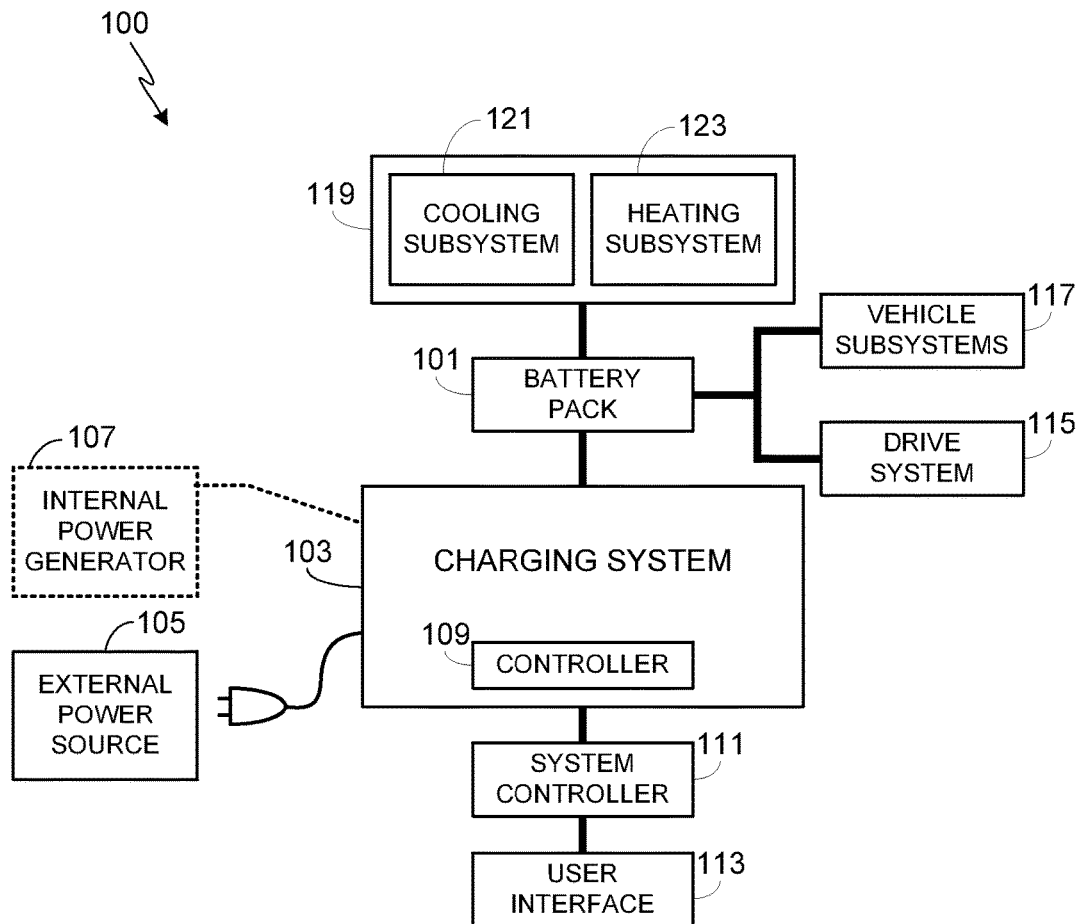 100
121
123
119
COOLING
SUBSYSTEM
HEATING
SUBSYSTEM
117
VEHICLE
SUBSYSTEMS
101
BATTERY
PACK
115
DRIVE
SYSTEM
107
INTERNAL
POWER
GENERATOR
103
CHARGING SYSTEM
105
EXTERNAL
POWER
SOURCE
109
CONTROLLER
111
SYSTEM
CONTROLLER
113
USER
INTERFACE